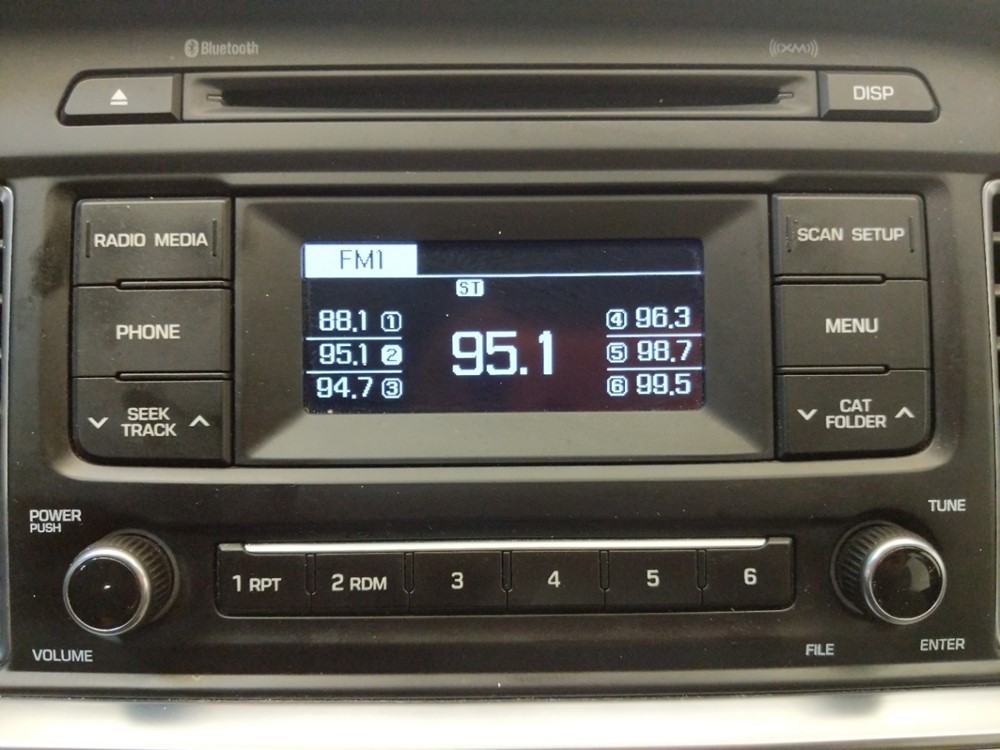 Bluetooth
((XM))
DISP
RADIO MEDIA
SCAN SETUP
PHONE
MENU
SEEK
TRACK
CAT
FOLDER
FM1
ST
88.1 1
95.1 2
94.7 3
95.1
4 96.3
5 98.7
6 99.5
POWER
PUSH
VOLUME
1 RPT
2 RDM
3
4
5
6
TUNE
FILE
ENTER